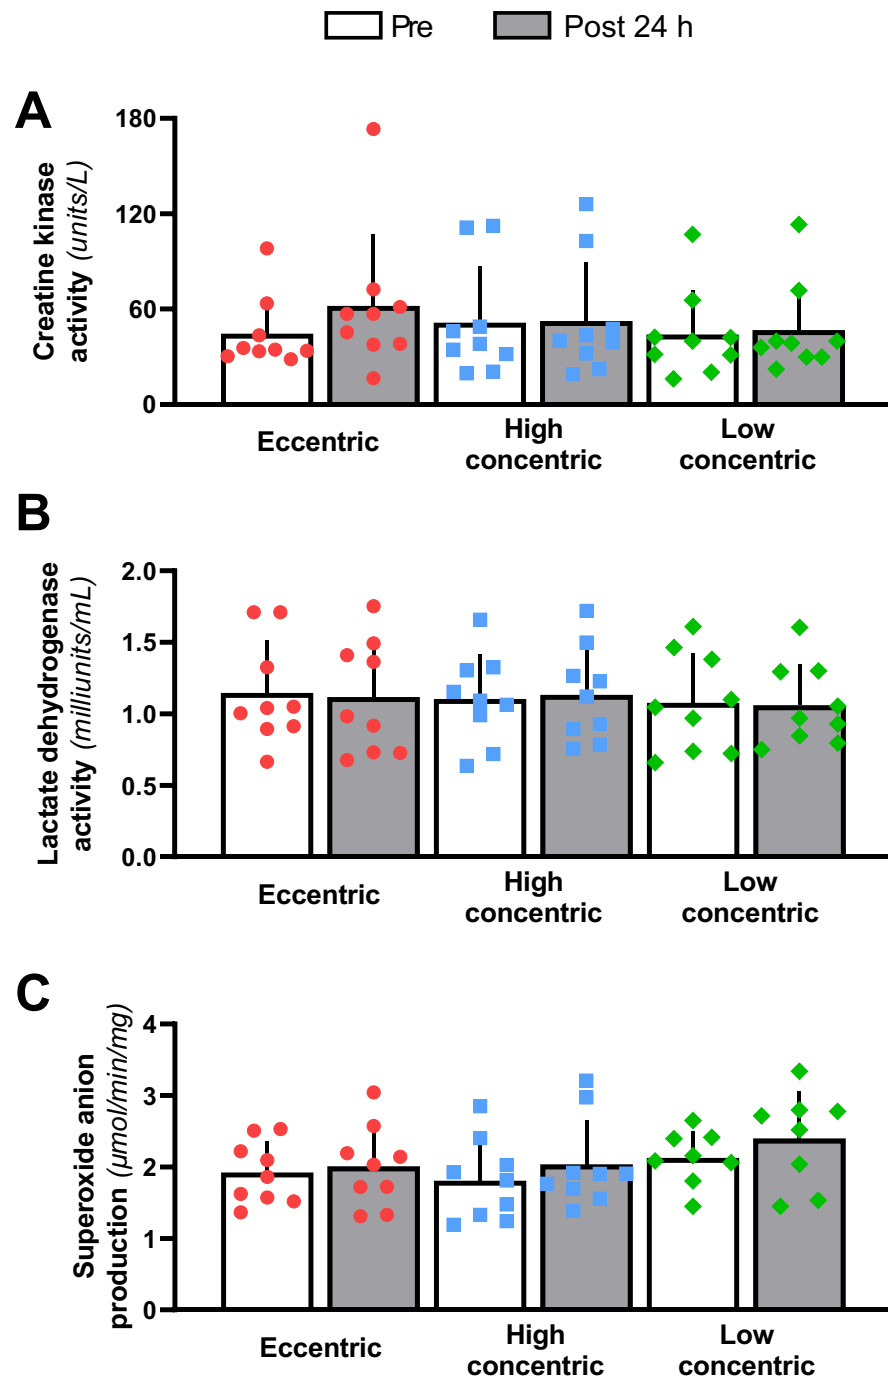 Pre Post 24 h
A
Creatine kinase
activity (units/L)
180
120
60
0
Eccentric
High
concentric
Low
concentric
B
Lactate dehydrogenase
activity (milliunits/mL)
2.0
1.5
1.0
0.5
0.0
Eccentric
High
concentric
Low
concentric
C
Superoxide anion
production (µmol/min/mg)
4
3
2
1
0
Eccentric
High
concentric
Low
concentric